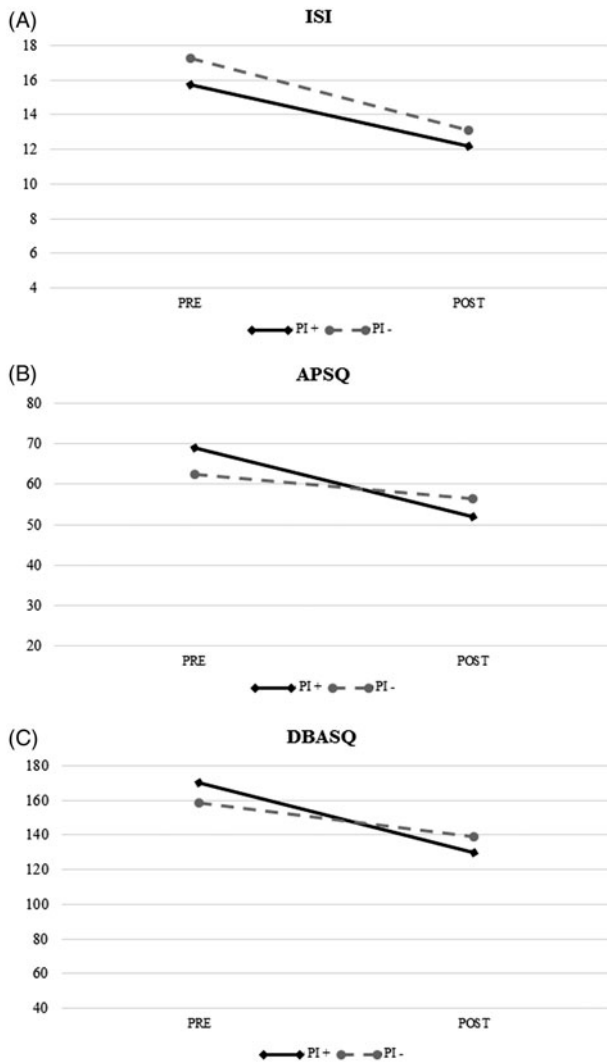 (A)
ISI
18
16
14
12
10
8
6
4
PRE POST
PI + PI -
(B)
APSQ
80
70
60
50
40
30
20
PRE POST
PI + PI -
(C)
DBASQ
180
160
140
120
100
80
60
40
PRE POST
PI + PI -